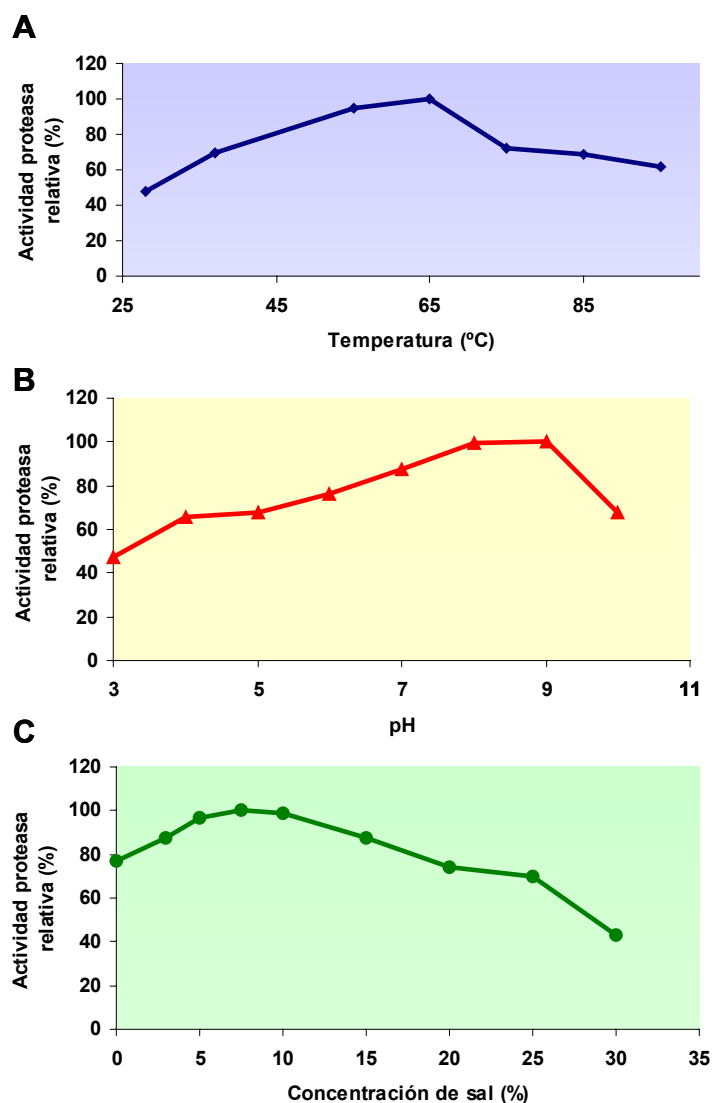 A
120
100
80
60
40
20
0
25 45 65 85
Actividad proteasa
relativa (%)
Temperatura (ºC)
B
120
100
80
60
40
20
0
3 5 7 9 11
Actividad proteasa
relativa (%)
pH
C
120
100
80
60
40
20
0
0 5 10 15 20 25 30 35
Actividad proteasa
relativa (%)
Concentración de sal (%)